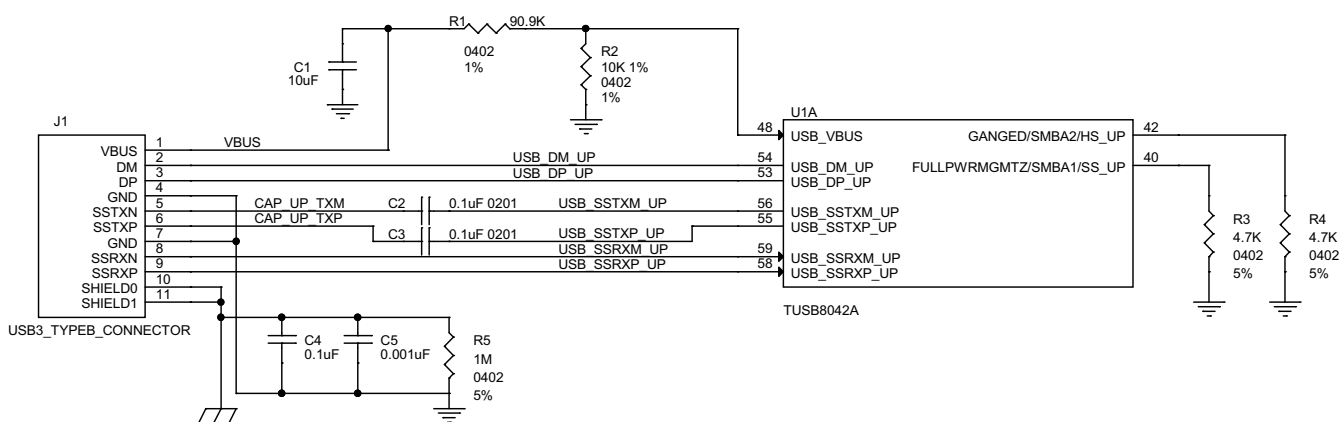 R1 90.9K
0402
1%
R2
10K 1%
0402
1%
C1
10uF
J1
U1A
VBUS 1 VBUS
DM 2 USB_DM_UP
DP 3 USB_DP_UP
GND 4
SSTXN 5 CAP_UP_TXM C2 0.1uF 0201 USB_SSTXM_UP
SSTXP 6 CAP_UP_TXP C3 0.1uF 0201 USB_SSTXP_UP
GND 7
SSRXN 8 USB_SSRXM_UP
SSRXP 9 USB_SSRXP_UP
SHIELD0 10
SHIELD1 11
USB3_TYPEB_CONNECTOR
48 USB_VBUS
54 USB_DM_UP
53 USB_DP_UP
56 USB_SSTXM_UP
55 USB_SSTXP_UP
59 USB_SSRXM_UP
58 USB_SSRXP_UP
GANGED/SMBA2/HS_UP 42
FULLPWRMGMTZ/SMBA1/SS_UP 40
TUSB8042A
R3
4.7K
0402
5%
R4
4.7K
0402
5%
C4
0.1uF
C5
0.001uF
R5
1M
0402
5%